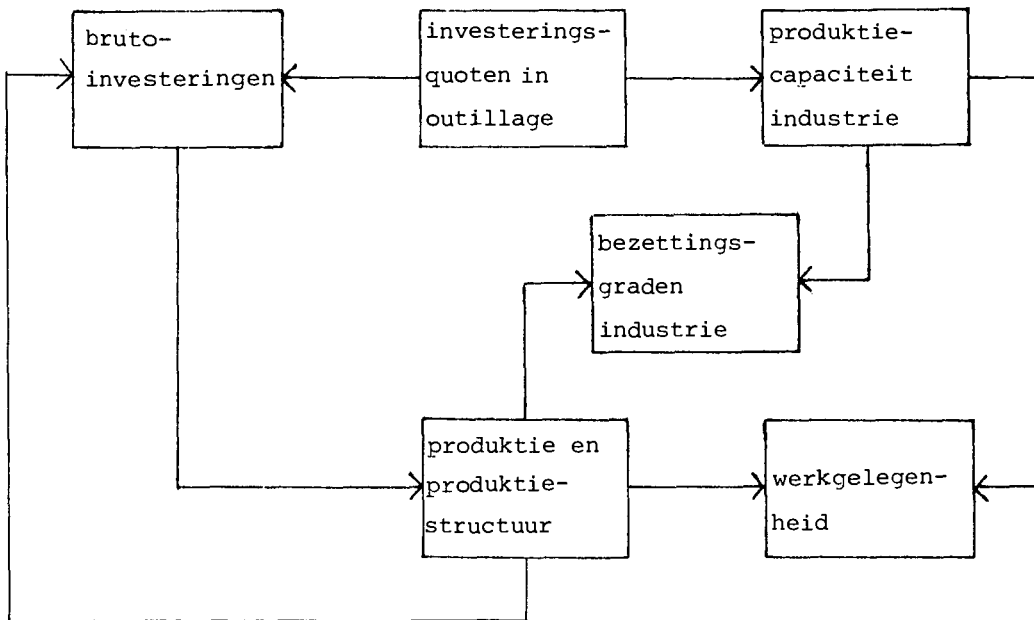 bruto-
investeringen
investerings-
quoten in
outillage
produktie-
capaciteit
industrie
bezettings-
graden
industrie
produktie en
produktie-
structuur
werkgelegen-
heid